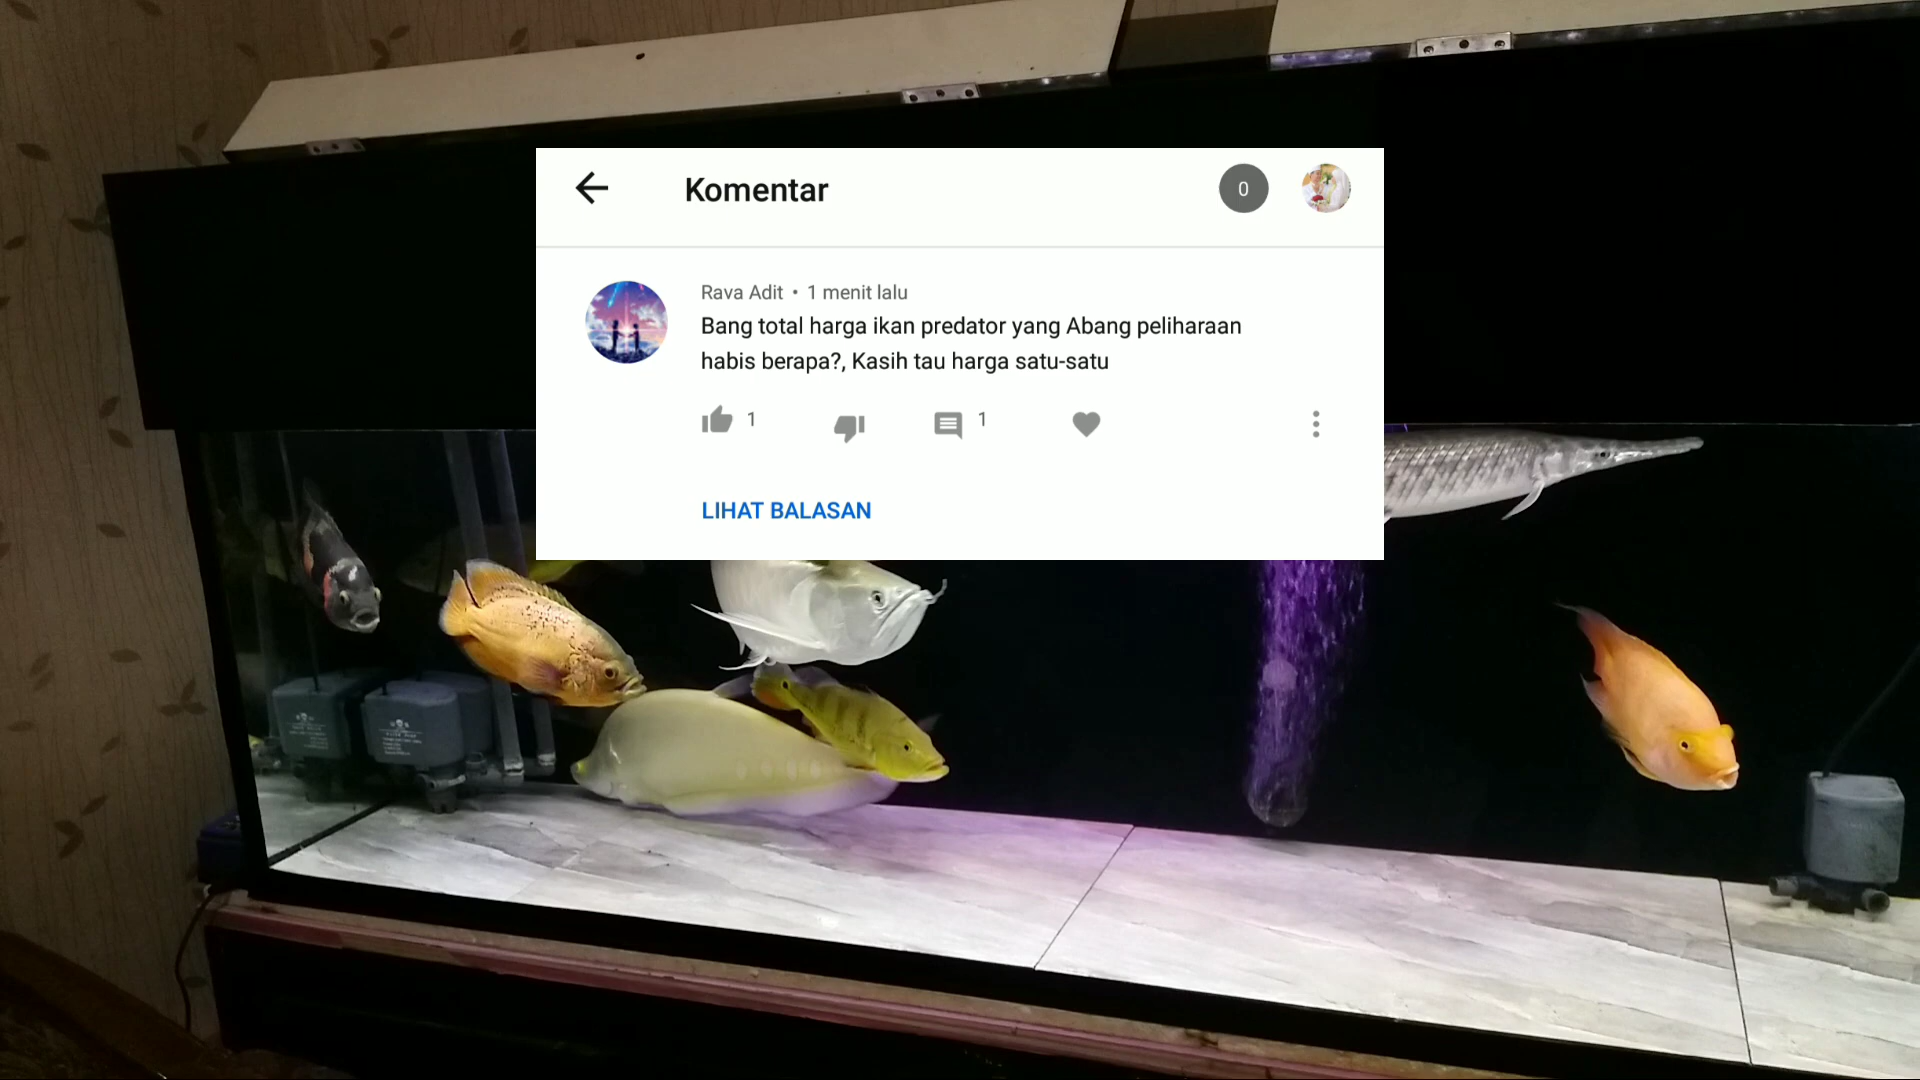 Komentar
0
Rava Adit • 1 menit lalu
Bang total harga ikan predator yang Abang peliharaan
habis berapa?, Kasih tau harga satu-satu
1
1
LIHAT BALASAN